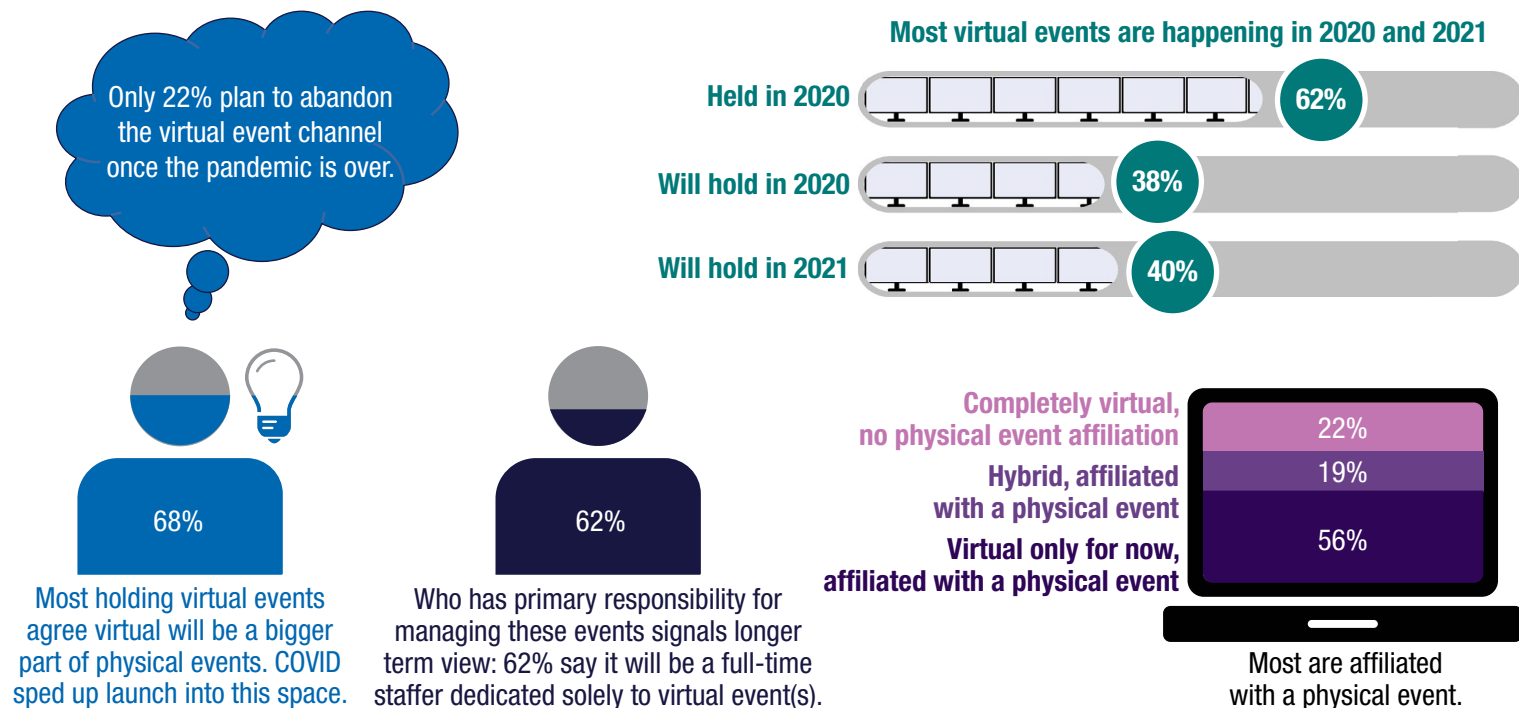 Only 22% plan to abandon
the virtual event channel
once the pandemic is over.
Most virtual events are happening in 2020 and 2021
Held in 2020
62%
Will hold in 2020
38%
Will hold in 2021
40%
68%
Most holding virtual events
agree virtual will be a bigger
part of physical events. COVID
sped up launch into this space.
62%
Who has primary responsibility for
managing these events signals longer
term view: 62% say it will be a full-time
staffer dedicated solely to virtual event(s).
Completely virtual,
no physical event affiliation
22%
Hybrid, affiliated
with a physical event
19%
Virtual only for now,
affiliated with a physical event
56%
Most are affiliated
with a physical event.